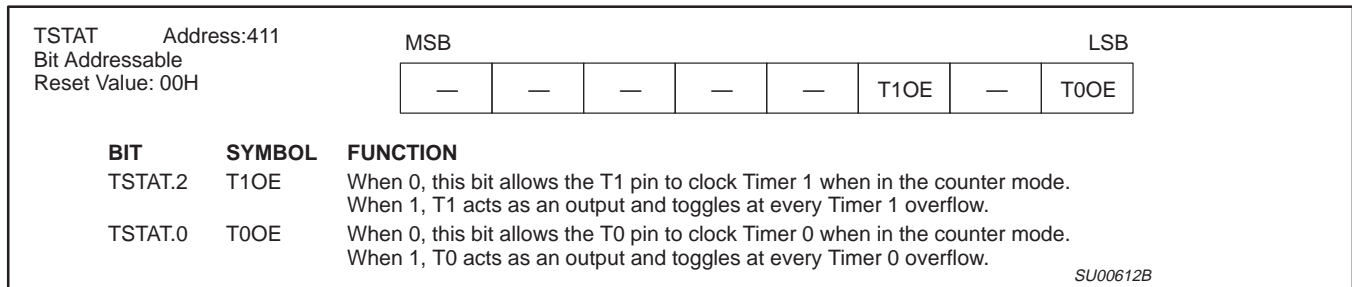 TSTAT Address:411
Bit Addressable
Reset Value: 00H
MSB LSB
— — — — — T1OE — T0OE
BIT SYMBOL FUNCTION
TSTAT.2 T1OE When 0, this bit allows the T1 pin to clock Timer 1 when in the counter mode.
When 1, T1 acts as an output and toggles at every Timer 1 overflow.
TSTAT.0 T0OE When 0, this bit allows the T0 pin to clock Timer 0 when in the counter mode.
When 1, T0 acts as an output and toggles at every Timer 0 overflow.
SU00612B